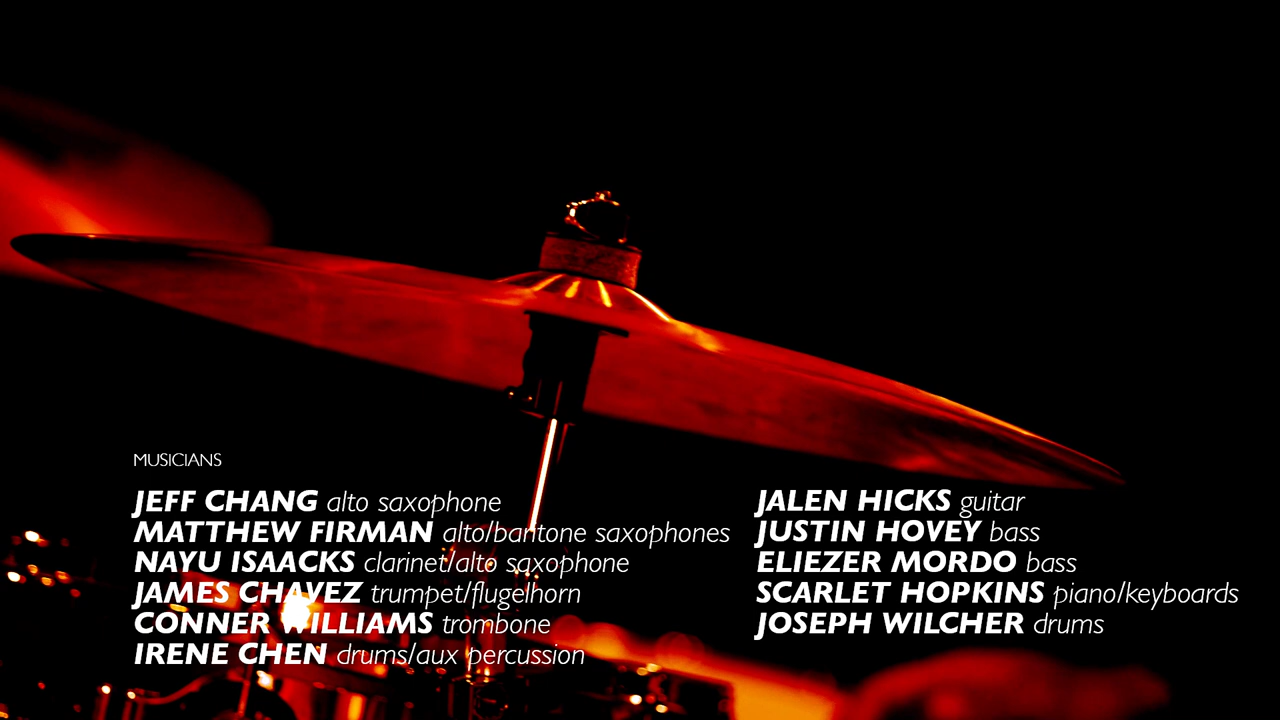 MUSICIANS
JEFF CHANG alto saxophone
MATTHEW FIRMAN alto/baritone saxophones
NAYU ISAACKS clarinet/alto saxophone
JAMES CHAVEZ trumpet/flugelhorn
CONNER WILLIAMS trombone
IRENE CHEN drums/aux percussion
JALEN HICKS guitar
JUSTIN HOVEY bass
ELIEZER MORDO bass
SCARLET HOPKINS piano/keyboards
JOSEPH WILCHER drums